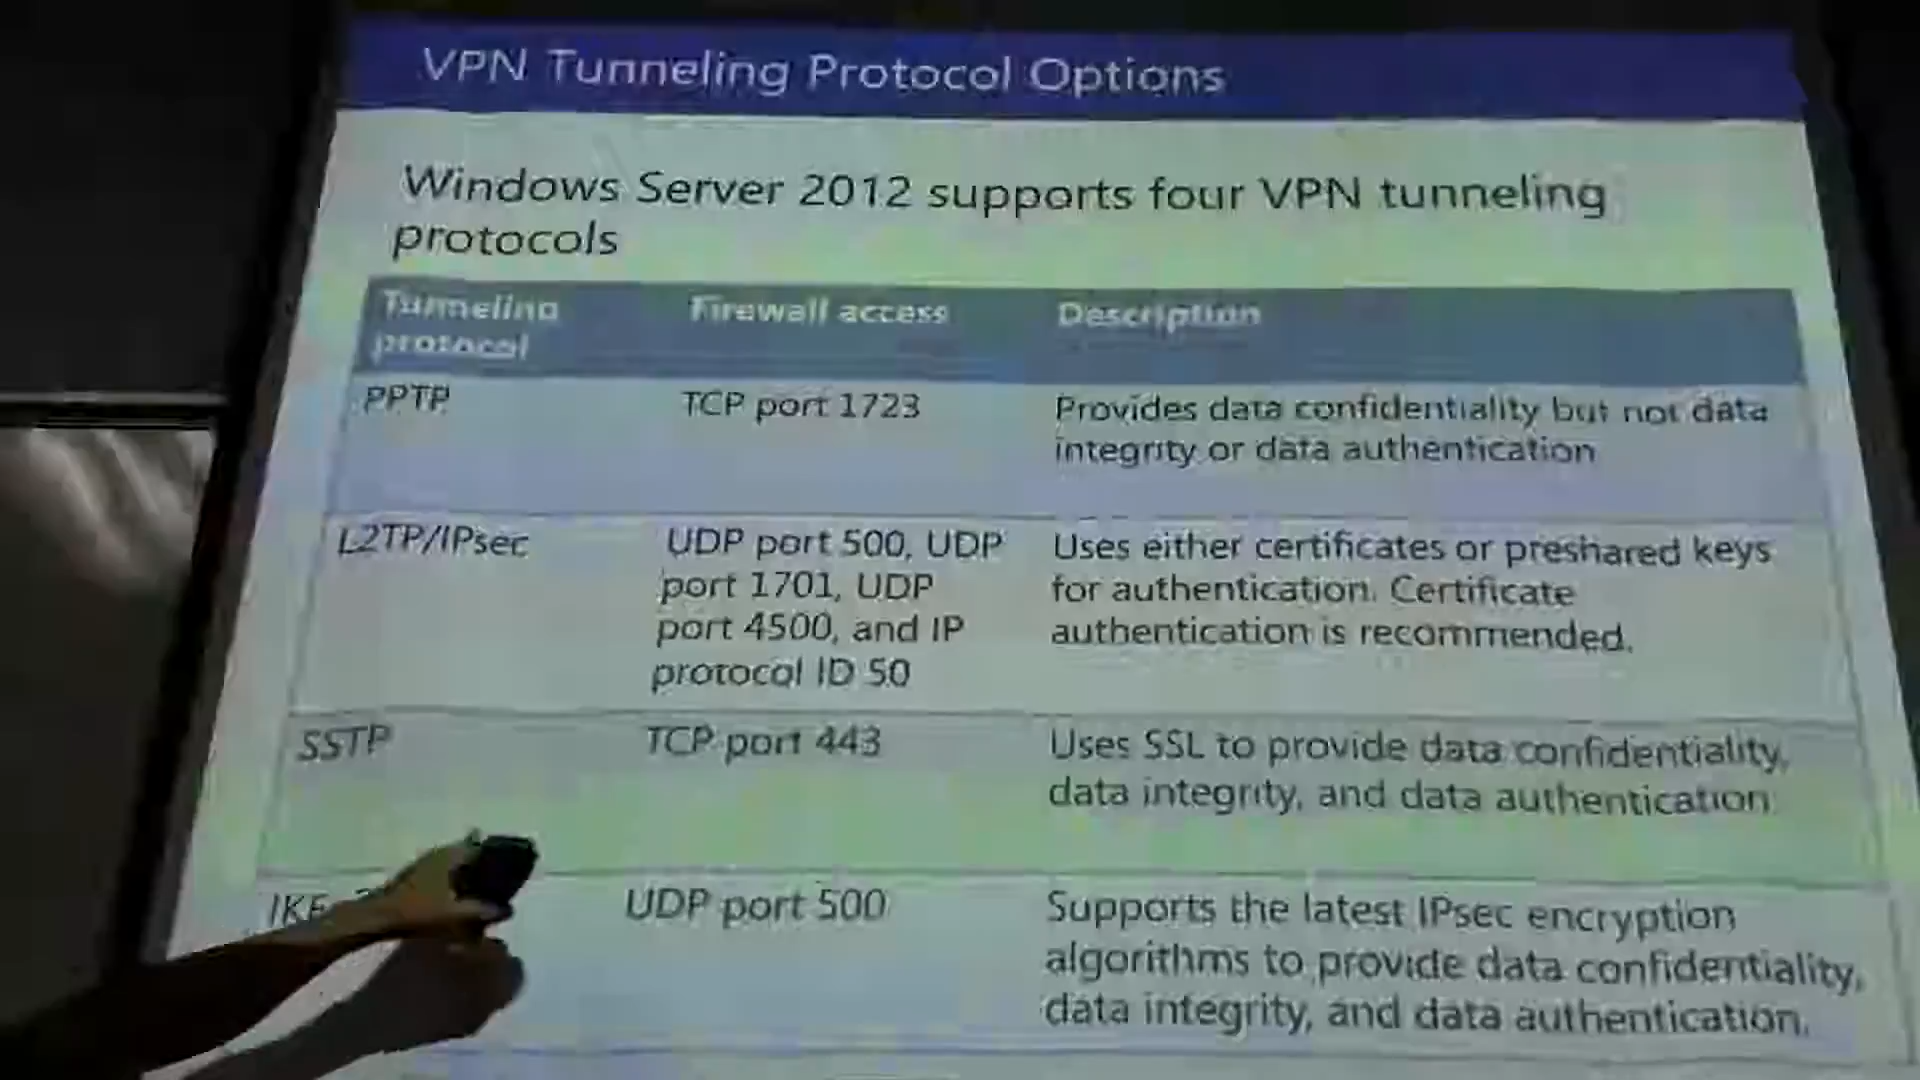 VPN Tunneling Protocol Options
Windows Server 2012 supports four VPN tunneling
protocols
Tunneling
protocol
Firewall access
Description
PPTP
TCP port 1723
Provides data confidentiality but not data
integrity or data authentication
L2TP/IPsec
UDP port 500, UDP
port 1701, UDP
port 4500, and IP
protocol ID 50
Uses either certificates or preshared keys
for authentication. Certificate
authentication is recommended.
SSTP
TCP port 443
Uses SSL to provide data confidentiality,
data integrity, and data authentication
UDP port 500
Supports the latest IPsec encryption
algorithms to provide data confidentiality,
data integrity, and data authentication.